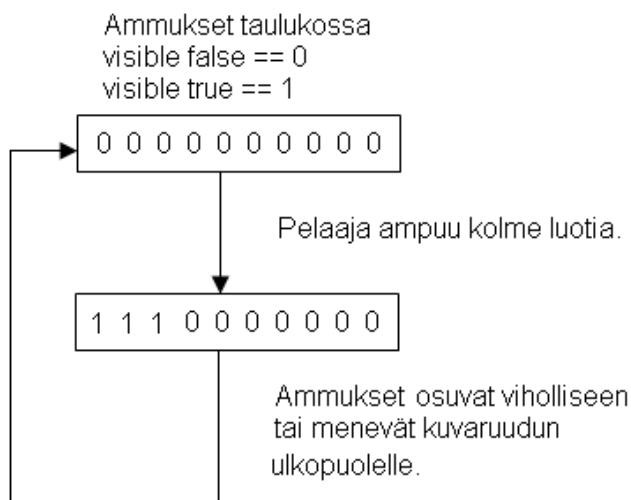 Ammukset taulukossa
visible false == 0
visible true == 1
0 0 0 0 0 0 0 0 0 0
Pelaaja ampuu kolme luotia.
1 1 1 0 0 0 0 0 0 0
Ammukset osuvat viholliseen
tai menevät kuvaruudun
ulkopuolelle.